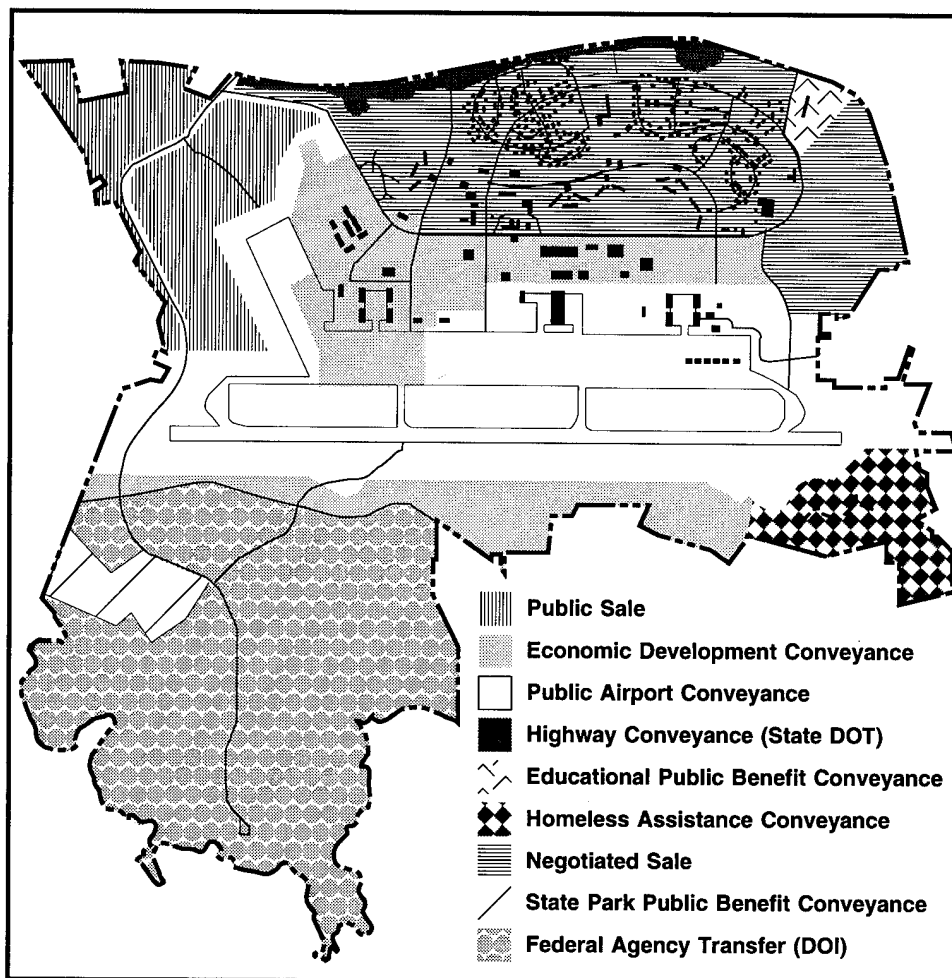 Public Sale
Economic Development Conveyance
Public Airport Conveyance
Highway Conveyance (State DOT)
Educational Public Benefit Conveyance
Homeless Assistance Conveyance
Negotiated Sale
State Park Public Benefit Conveyance
Federal Agency Transfer (DOI)